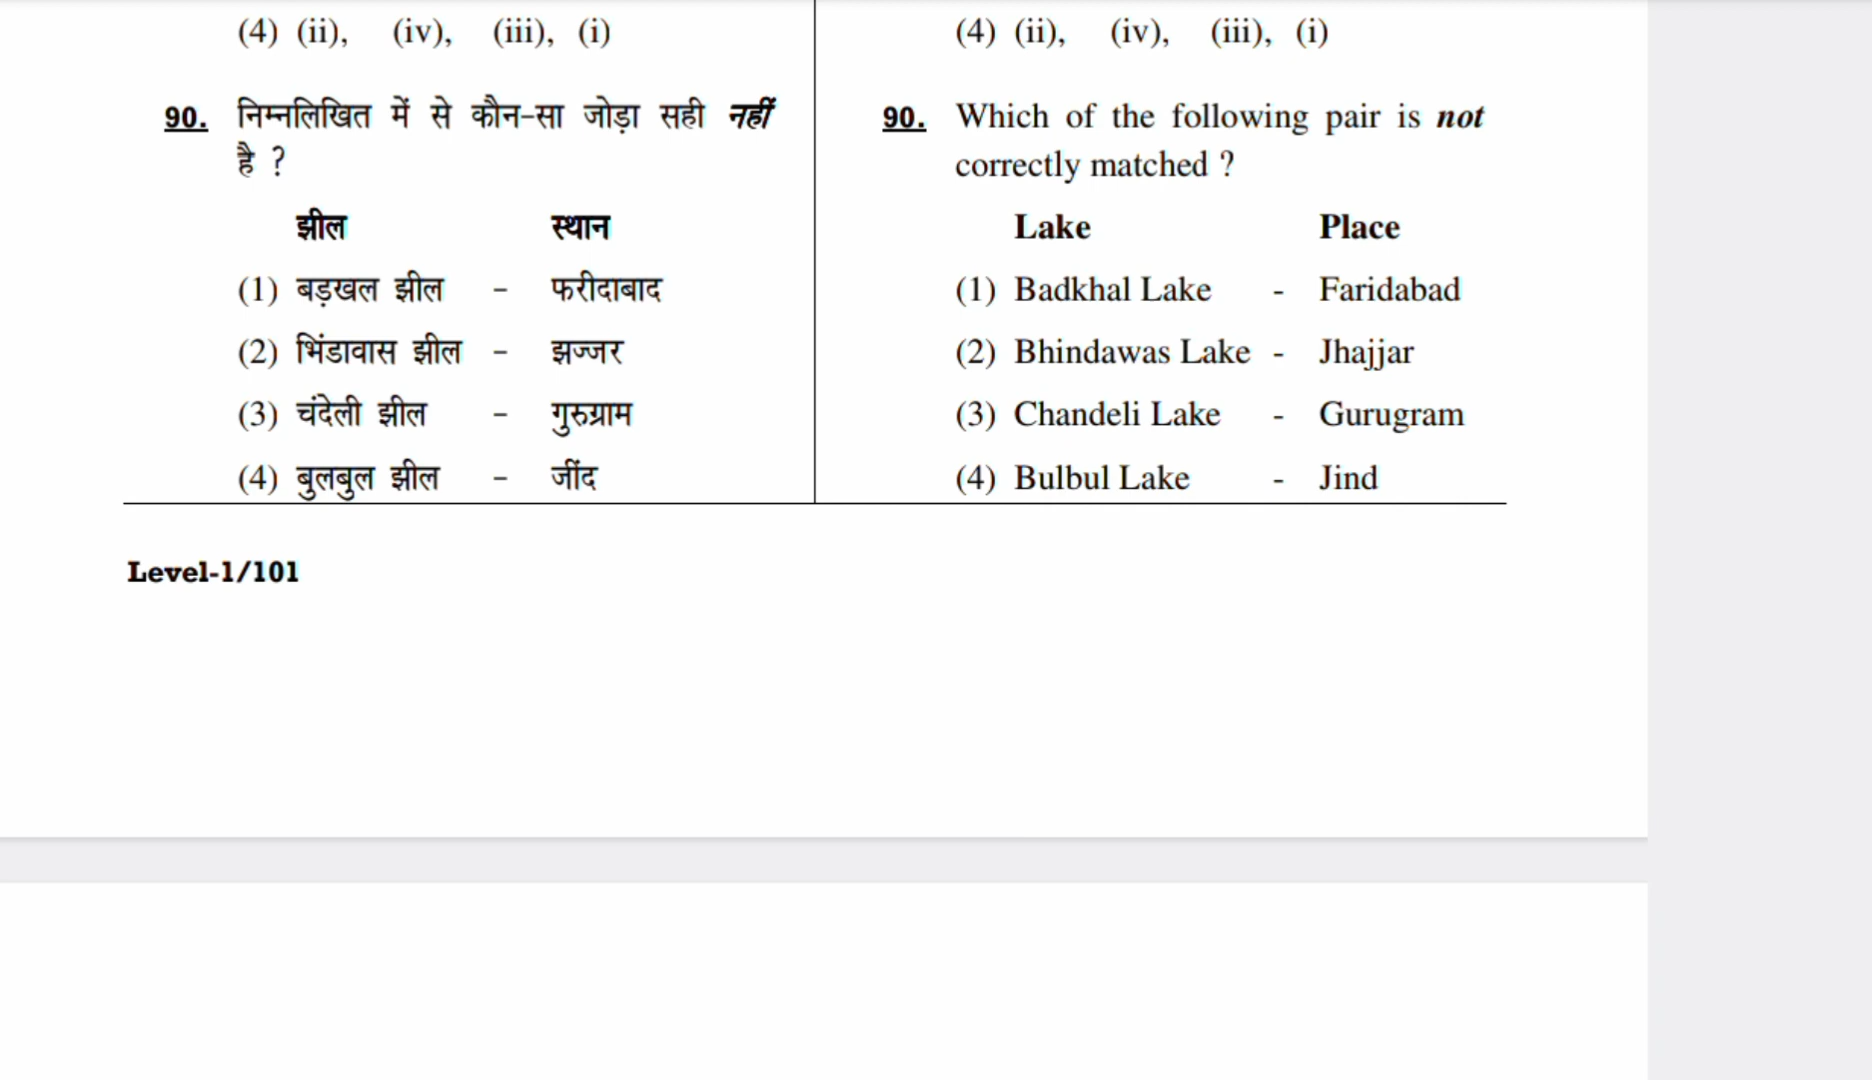 (4) (ii), (iv), (iii), (i)
90. निम्नलिखित में से कौन-सा जोड़ा सही नहीं
है ?
झील स्थान
(1) बड़खल झील - फरीदाबाद
(2) भिंडावास झील - झज्जर
(3) चंदेली झील - गुरुग्राम
(4) बुलबुल झील - जींद
(4) (ii), (iv), (iii), (i)
90. Which of the following pair is not
correctly matched ?
Lake Place
(1) Badkhal Lake - Faridabad
(2) Bhindawas Lake - Jhajjar
(3) Chandeli Lake - Gurugram
(4) Bulbul Lake - Jind
Level-1/101